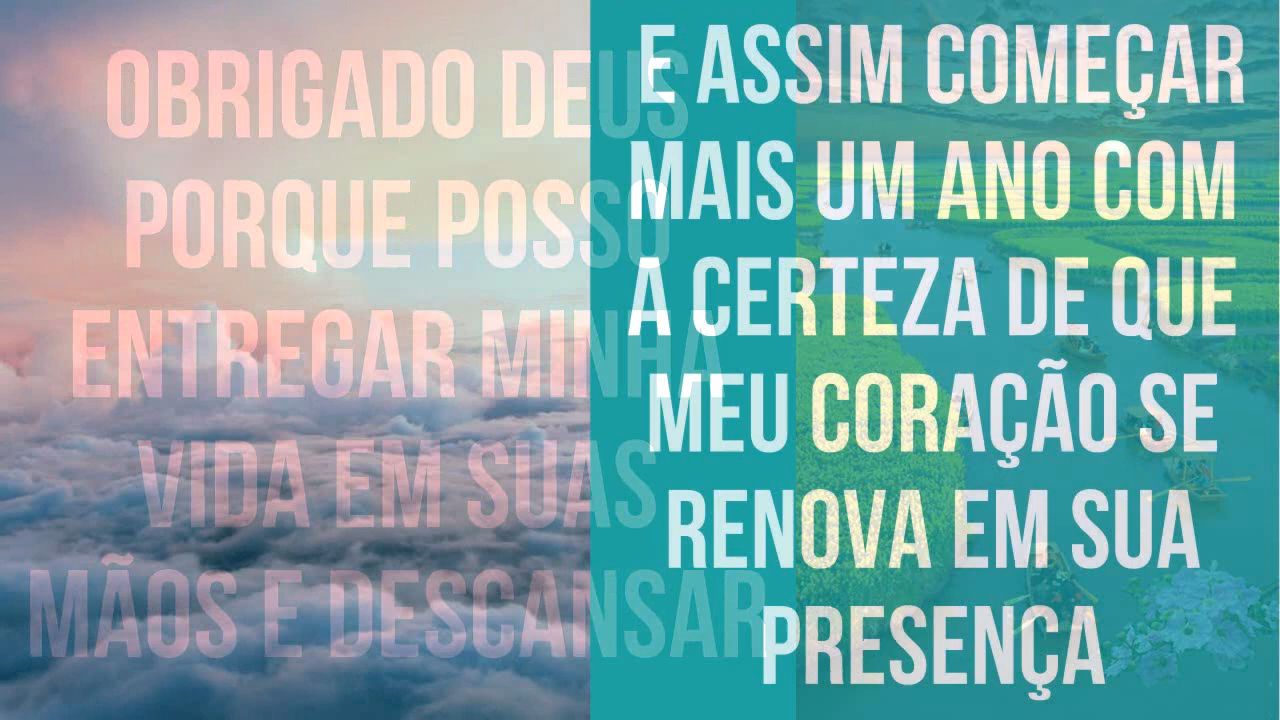 OBRIGADO DEUS
PORQUE POSSO
ENTREGAR MINHA
VIDA EM SUAS
MÃOS E DESCANSAR
E ASSIM COMEÇAR
MAIS UM ANO COM
A CERTEZA DE QUE
MEU CORAÇÃO SE
RENOVA EM SUA
PRESENÇA